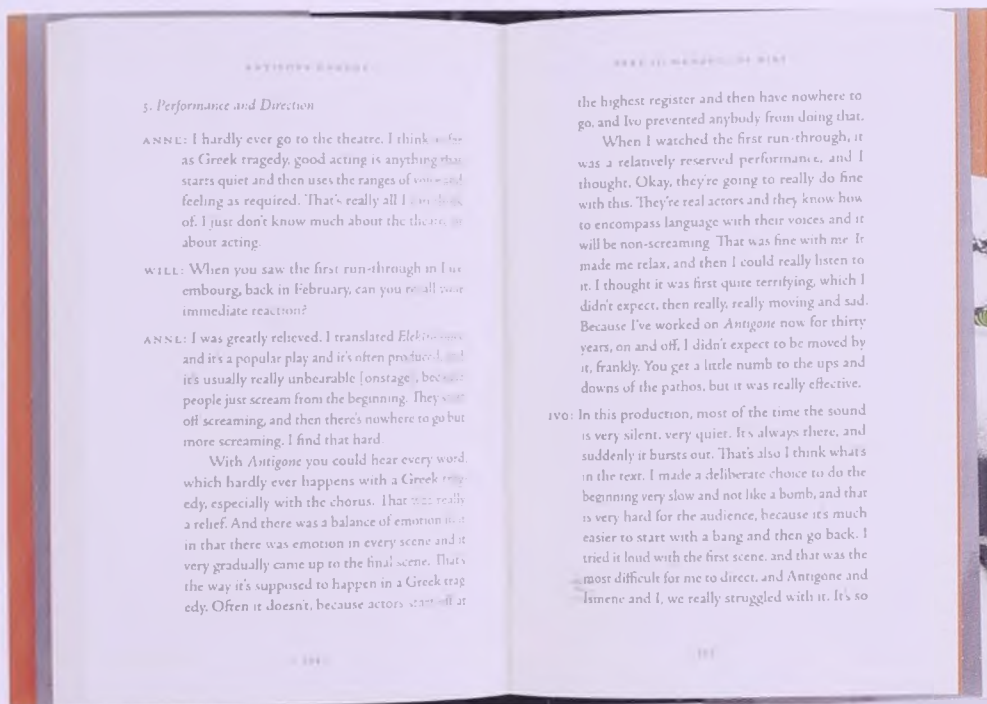 3. Performance and Direction
ANNE: I hardly ever go to the theatre. I think
as Greek tragedy, good acting is anything that
starts quiet and then uses the ranges of
feeling as required. That's really all I
of. I just don't know much about the
about acting.
WILL: When you saw the first run-through in
embourg, back in February, can you recall your
immediate reaction?
ANNE: I was greatly relieved. I translated
and it's a popular play and it's often produced, and
it's usually really unbearable [onstage], because
people just scream from the beginning. They start
off screaming, and then there's nowhere to go but
more screaming. I find that hard.
With Antigone you could hear every word,
which hardly ever happens with a Greek
edy, especially with the chorus. That was really
a relief. And there was a balance of emotion
in that there was emotion in every scene and it
very gradually came up to the final scene. That's
the way it's supposed to happen in a Greek trag
edy. Often it doesn't, because actors start off at
the highest register and then have nowhere to
go, and Ivo prevented anybody from doing that.
When I watched the first run-through, it
was a relatively reserved performance, and I
thought, Okay, they're going to really do fine
with this. They're real actors and they know how
to encompass language with their voices and it
will be non-screaming. That was fine with me. It
made me relax, and then I could really listen to
it. I thought it was first quite terrifying, which I
didn't expect, then really, really moving and sad.
Because I've worked on Antigone now for thirty
years, on and off, I didn't expect to be moved by
it, frankly. You get a little numb to the ups and
downs of the pathos, but it was really effective.
IVO: In this production, most of the time the sound
is very silent, very quiet. It's always there, and
suddenly it bursts out. That's also I think what's
in the text. I made a deliberate choice to do the
beginning very slow and not like a bomb, and that
is very hard for the audience, because it's much
easier to start with a bang and then go back. I
tried it loud with the first scene, and that was the
most difficult for me to direct, and Antigone and
Ismene and I, we really struggled with it. It's so